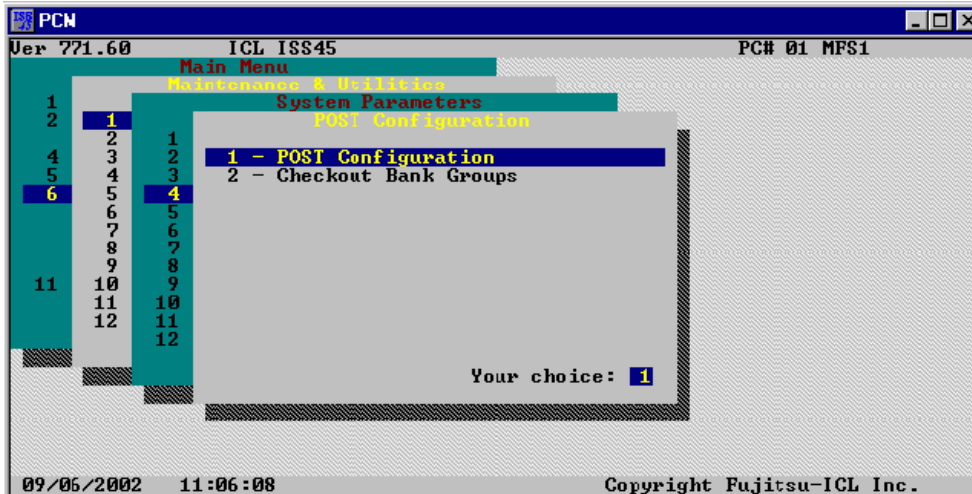 PCN
Ver 771.60 ICL ISS45 PC# 01 MFS1
Main Menu
Maintenance & Utilities
1 System Parameters
2 1 POST Configuration
2 1
4 3 2 1 - POST Configuration
5 4 3 2 - Checkout Bank Groups
6 5 4
6 5
7 6
8 7
9 8
11 10 9
11 10
12 11
12
Your choice: 1
09/06/2002 11:06:08 Copyright Fujitsu-ICL Inc.